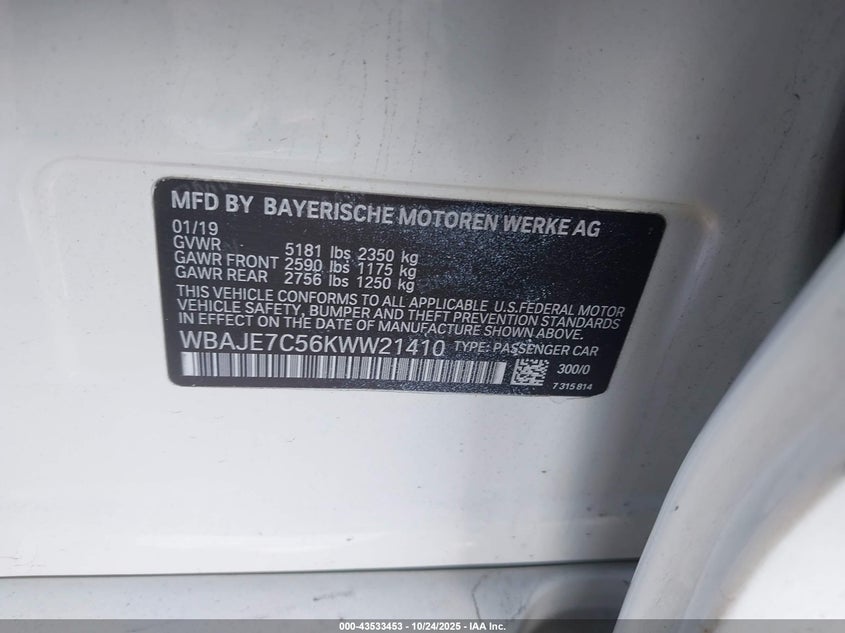 MFD BY BAYERISCHE MOTOREN WERKE AG
01/19
GVWR 5181 lbs 2350 kg
GAWR FRONT 2590 lbs 1175 kg
GAWR REAR 2756 lbs 1250 kg
THIS VEHICLE CONFORMS TO ALL APPLICABLE U.S.FEDERAL MOTOR
VEHICLE SAFETY, BUMPER AND THEFT PREVENTION STANDARDS
IN EFFECT ON THE DATE OF MANUFACTURE SHOWN ABOVE.
WBAJE7C56KWW21410 TYPE: PASSENGER CAR
300/0
7 315 814
000-43533453 - 10/24/2025 - IAA Inc.